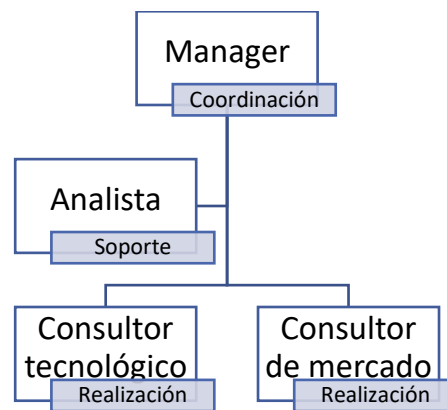 Manager
Coordinación
Analista
Soporte
Consultor
tecnológico
Realización
Consultor
de mercado
Realización